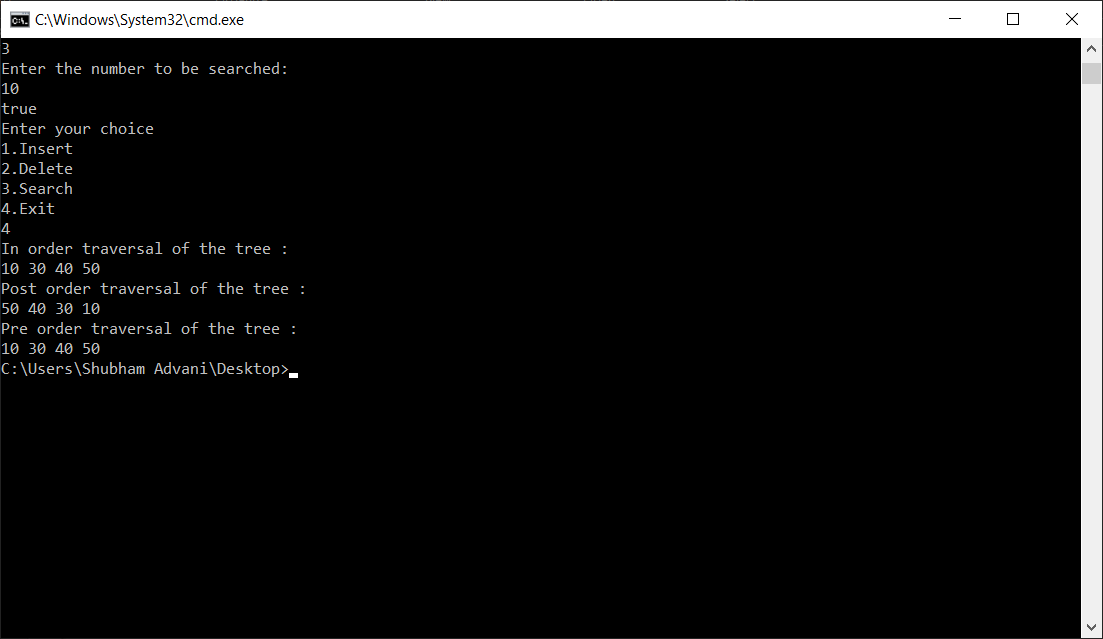 C:\Windows\System32\cmd.exe
3
Enter the number to be searched:
10
true
Enter your choice
1.Insert
2.Delete
3.Search
4.Exit
4
In order traversal of the tree :
10 30 40 50
Post order traversal of the tree :
50 40 30 10
Pre order traversal of the tree :
10 30 40 50
C:\Users\Shubham Advani\Desktop>